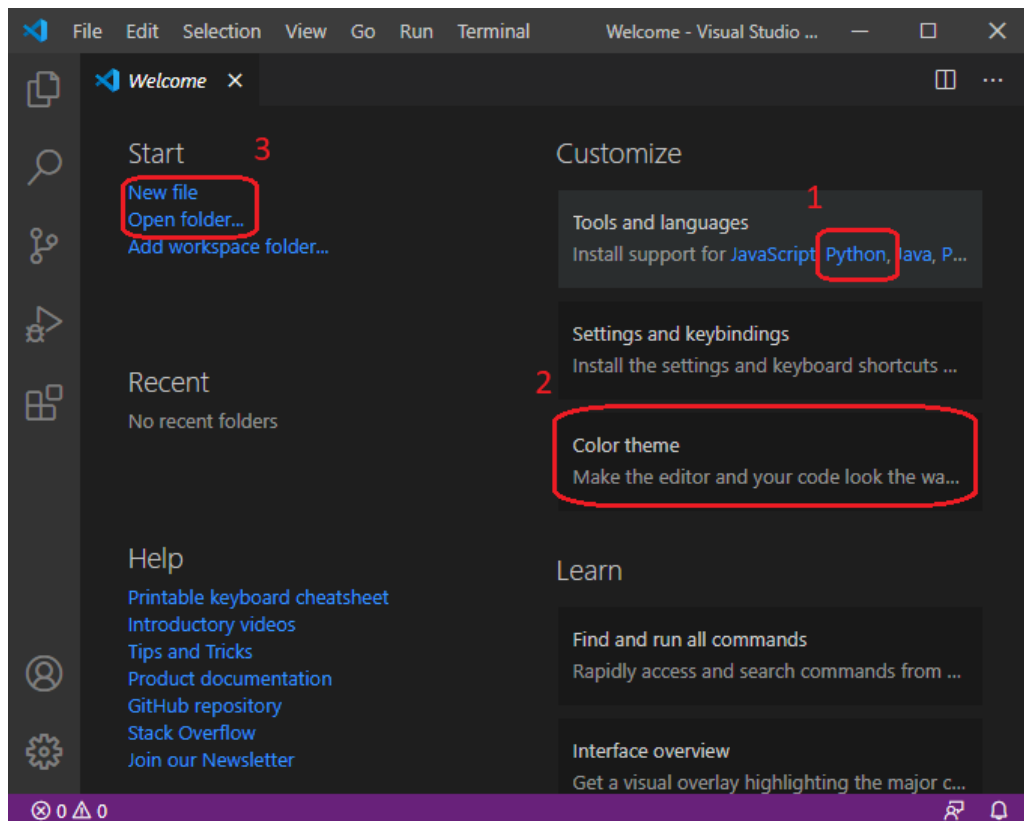 File Edit Selection View Go Run Terminal Welcome - Visual Studio ...
Welcome
Start 3
New file
Open folder...
Add workspace folder...
Recent
No recent folders
Help
Printable keyboard cheatsheet
Introductory videos
Tips and Tricks
Product documentation
GitHub repository
Stack Overflow
Join our Newsletter
Customize
1
Tools and languages
Install support for JavaScript, Python, Java, P...
Settings and keybindings
Install the settings and keyboard shortcuts ...
2
Color theme
Make the editor and your code look the wa...
Learn
Find and run all commands
Rapidly access and search commands from ...
Interface overview
Get a visual overlay highlighting the major c...
0 0